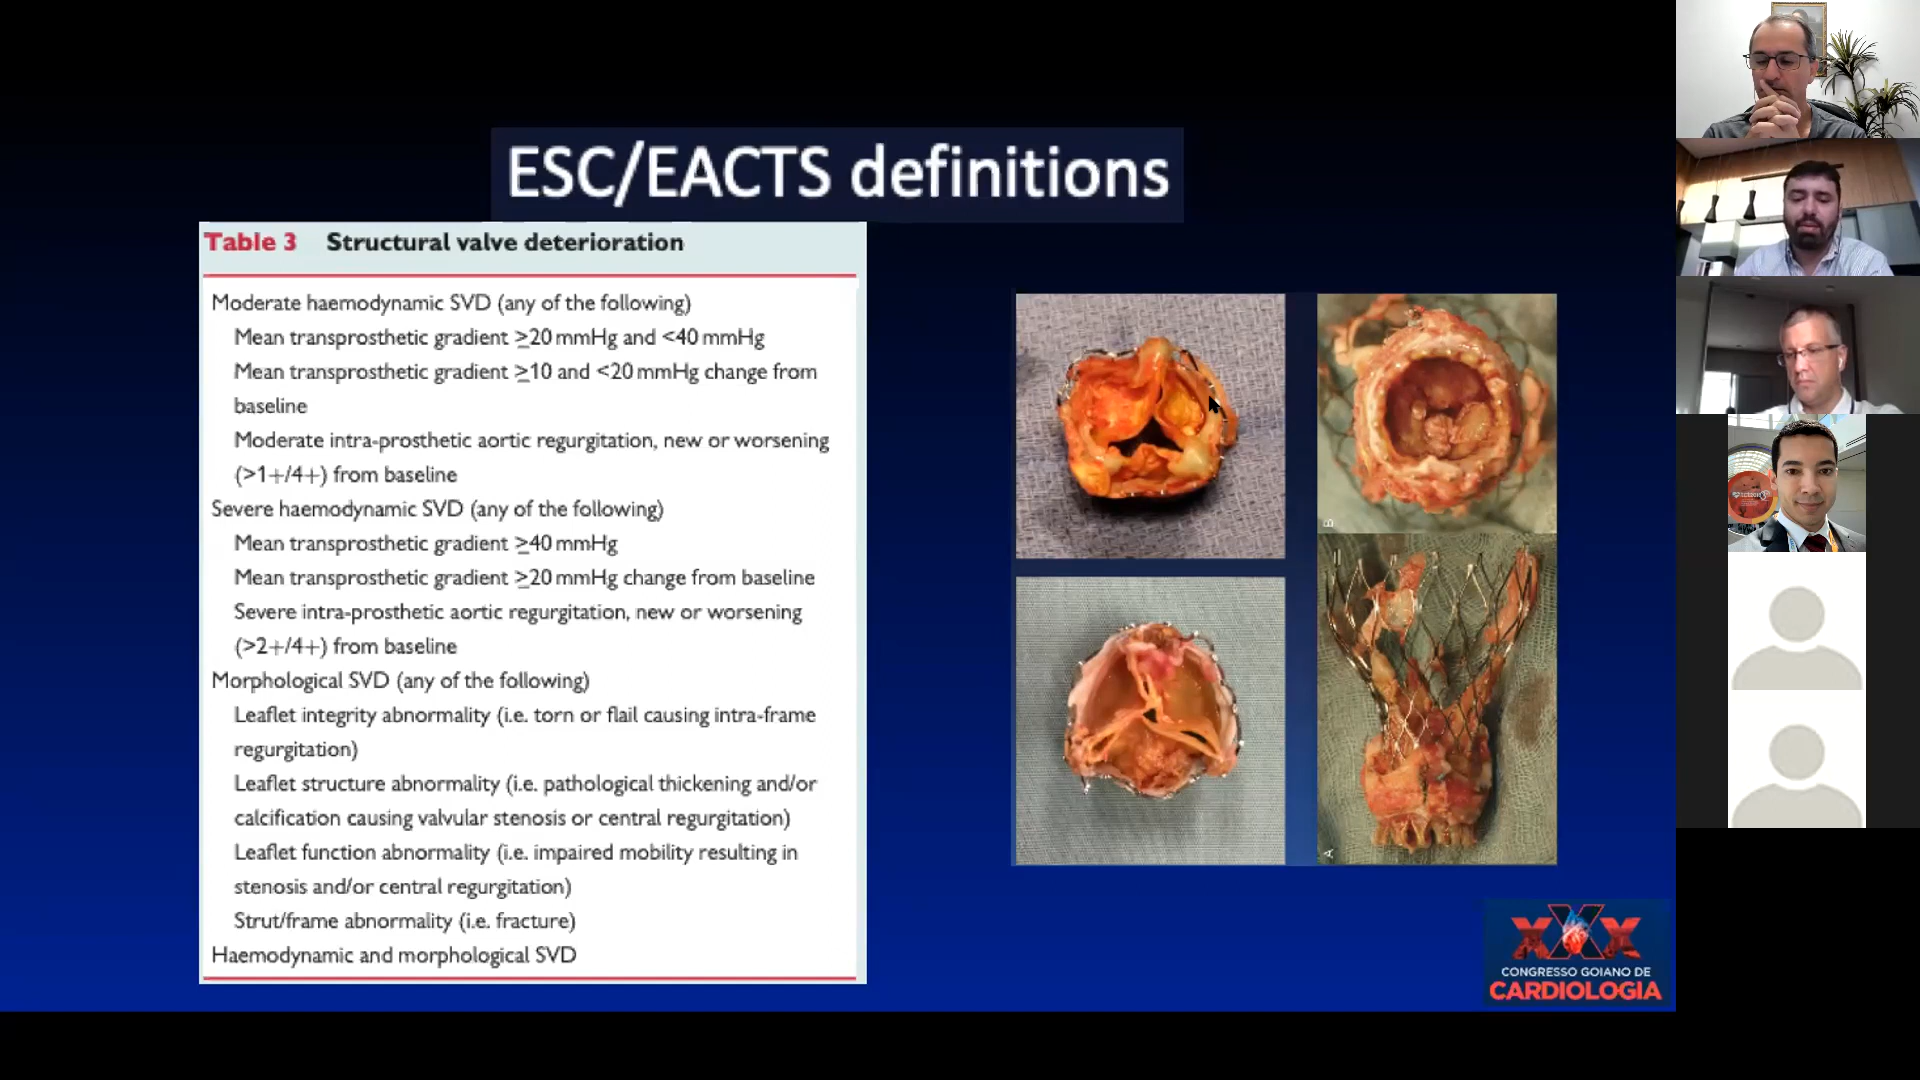 ESC/EACTS definitions
Table 3 Structural valve deterioration
Moderate haemodynamic SVD (any of the following)
Mean transprosthetic gradient ≥20 mmHg and <40 mmHg
Mean transprosthetic gradient ≥10 and <20 mmHg change from
baseline
Moderate intra-prosthetic aortic regurgitation, new or worsening
(>1+/4+) from baseline
Severe haemodynamic SVD (any of the following)
Mean transprosthetic gradient ≥40 mmHg
Mean transprosthetic gradient ≥20 mmHg change from baseline
Severe intra-prosthetic aortic regurgitation, new or worsening
(>2+/4+) from baseline
Morphological SVD (any of the following)
Leaflet integrity abnormality (i.e. torn or flail causing intra-frame
regurgitation)
Leaflet structure abnormality (i.e. pathological thickening and/or
calcification causing valvular stenosis or central regurgitation)
Leaflet function abnormality (i.e. impaired mobility resulting in
stenosis and/or central regurgitation)
Strut/frame abnormality (i.e. fracture)
Haemodynamic and morphological SVD
B
A
XXX
CONGRESSO GOIANO DE
CARDIOLOGIA